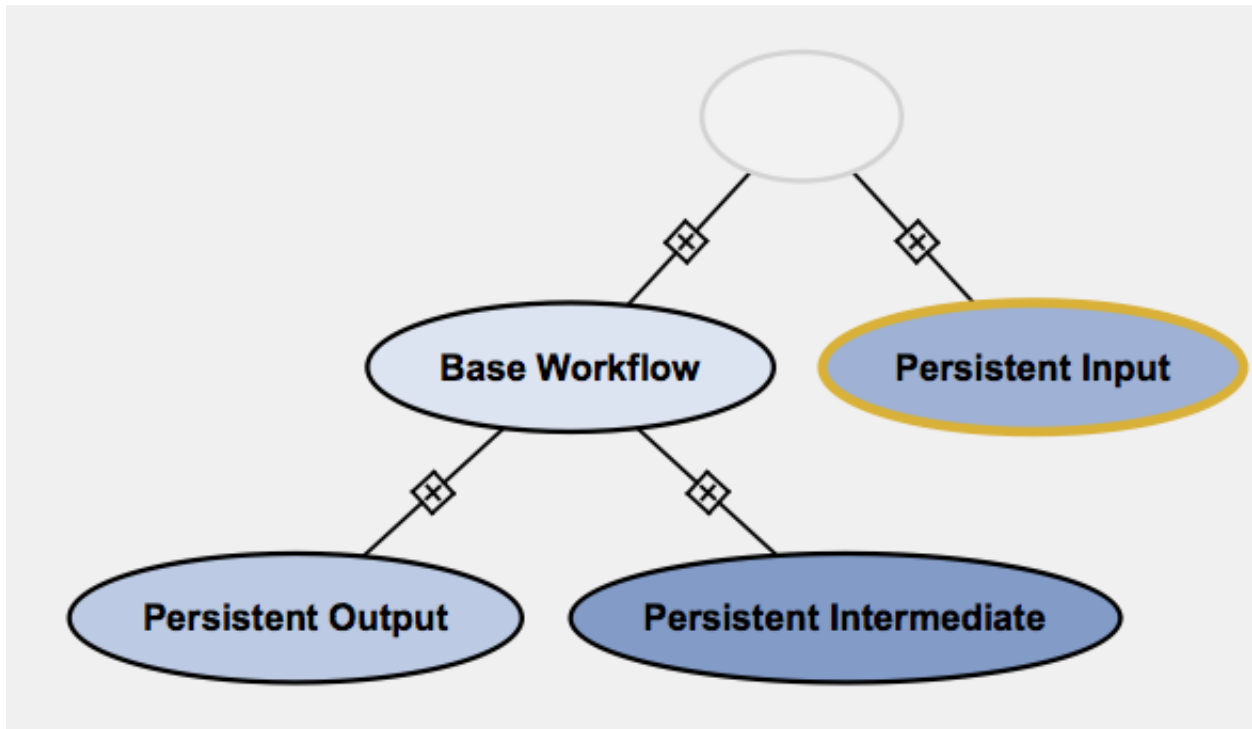 Base Workflow
Persistent Input
Persistent Output
Persistent Intermediate